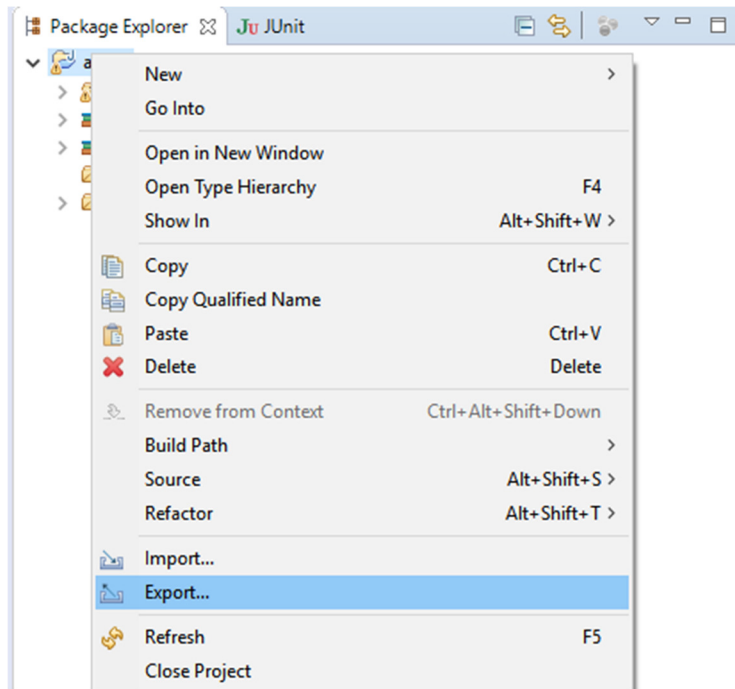 Package Explorer JU JUnit
a
New
Go Into
Open in New Window
Open Type Hierarchy F4
Show In Alt+Shift+W >
Copy Ctrl+C
Copy Qualified Name
Paste Ctrl+V
Delete Delete
Remove from Context Ctrl+Alt+Shift+Down
Build Path
Source Alt+Shift+S >
Refactor Alt+Shift+T >
Import...
Export...
Refresh F5
Close Project